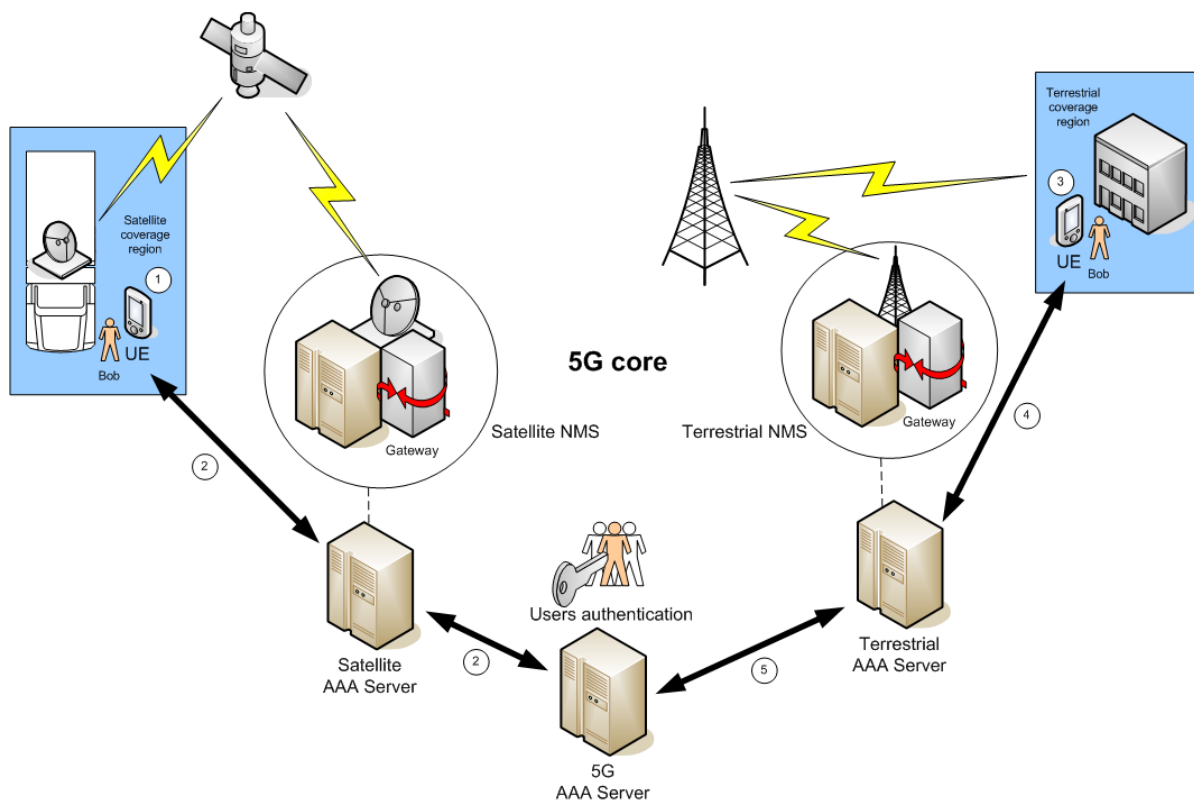 Terrestrial
coverage
region
3
UE
Bob
Satellite
coverage
region
1
UE
Bob
5G core
Gateway
Satellite NMS
Terrestrial NMS
Gateway
4
2
Users authentication
Satellite
AAA Server
2
5
Terrestrial
AAA Server
5G
AAA Server